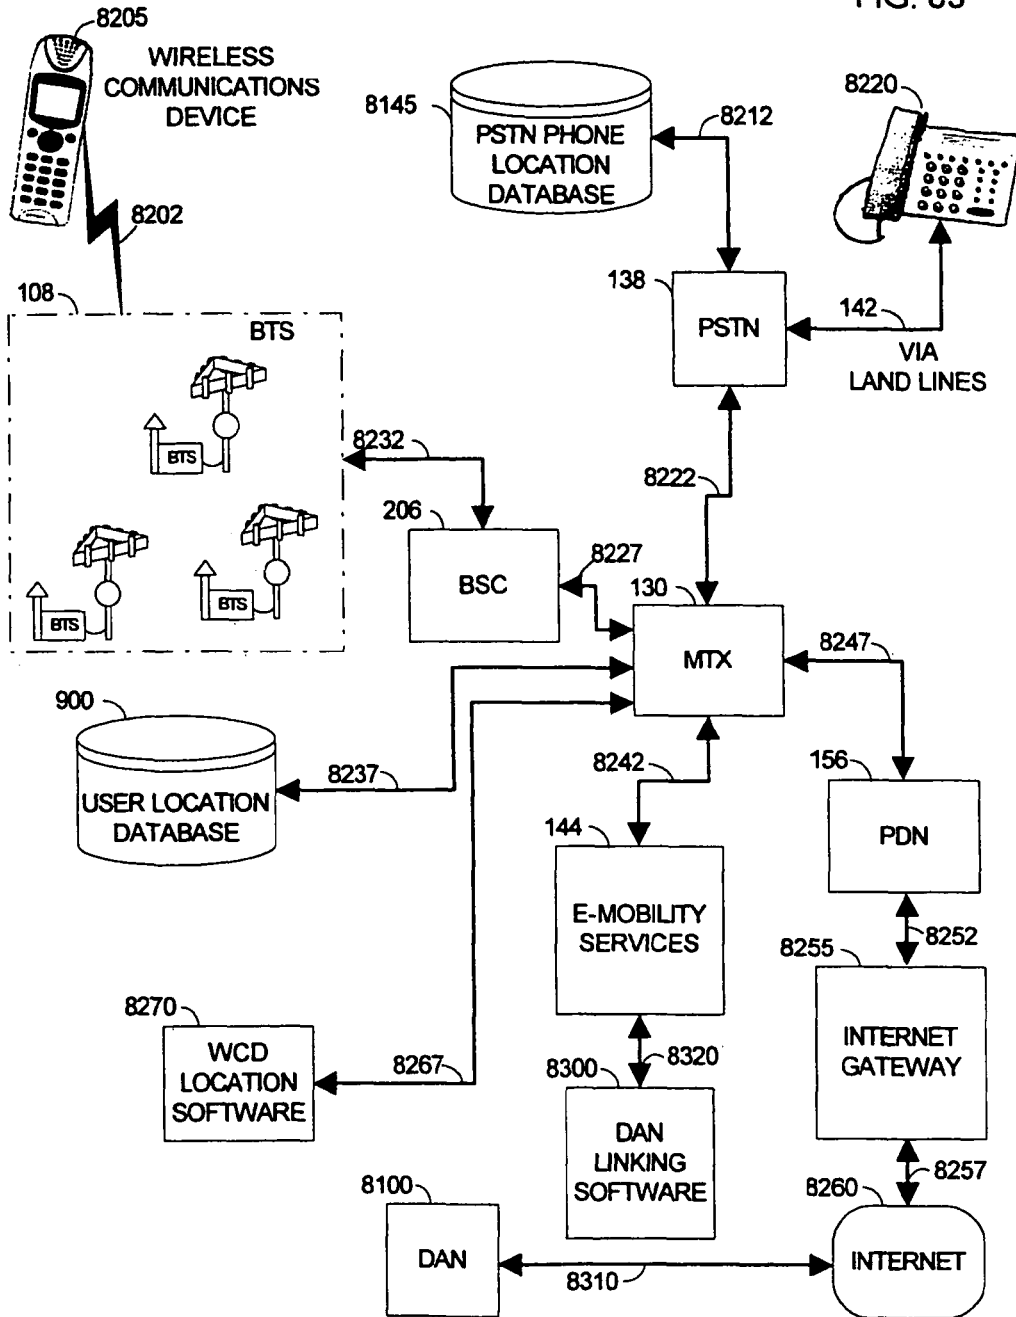 FIG. 83
8205
WIRELESS
COMMUNICATIONS
DEVICE
8202
8145
PSTN PHONE
LOCATION
DATABASE
8212
8220
138
PSTN
142
VIA
LAND LINES
108
BTS
BTS
BTS
BTS
8232
206
BSC
8227
8222
130
MTX
8247
900
USER LOCATION
DATABASE
8237
8242
156
PDN
144
E-MOBILITY
SERVICES
8252
8255
INTERNET
GATEWAY
8270
WCD
LOCATION
SOFTWARE
8267
8320
8300
DAN
LINKING
SOFTWARE
8257
8260
INTERNET
8100
DAN
8310